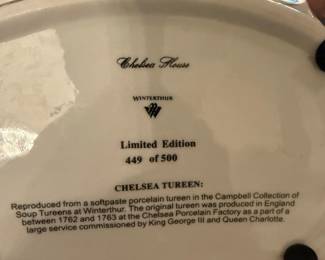 Chelsea House
WINTERTHUR
Limited Edition
449 of 500
CHELSEA TUREEN:
Reproduced from a softpaste porcelain tureen in the Campbell Collection of
Soup Tureens at Winterthur. The original tureen was produced in England
between 1762 and 1763 at the Chelsea Porcelain Factory as a part of a
large service commissioned by King George III and Queen Charlotte.